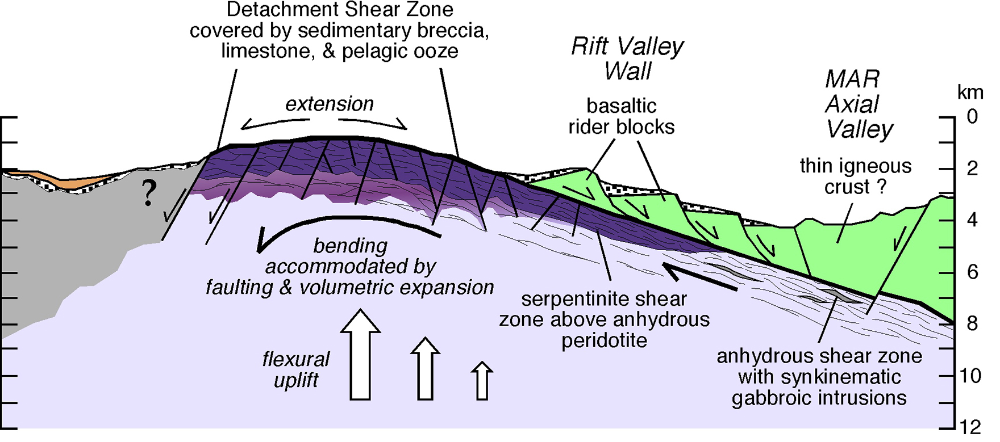 Detachment Shear Zone
covered by sedimentary breccia,
limestone, & pelagic ooze
Rift Valley
Wall
MAR
Axial
Valley
km
extension
basaltic
rider blocks
0
thin igneous
crust ?
2
?
4
bending
accommodated by
faulting & volumetric expansion
6
serpentinite shear
zone above anhydrous
peridotite
8
flexural
uplift
anhydrous shear zone
with synkinematic
gabbroic intrusions
10
12